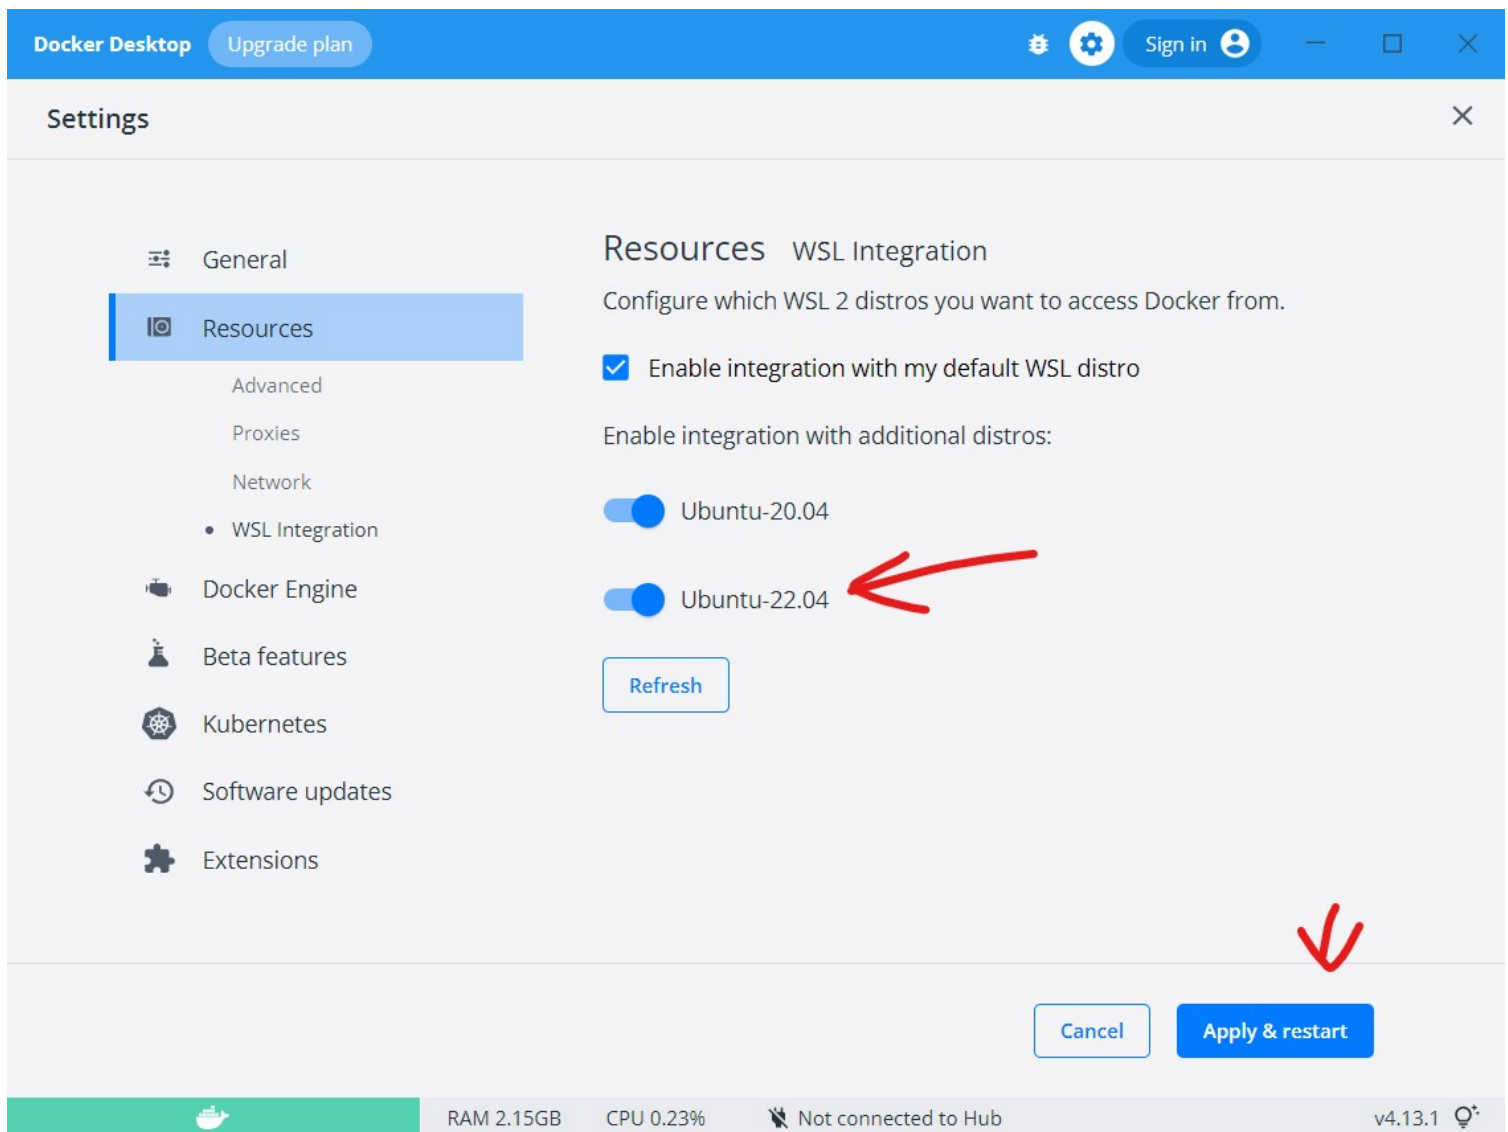 Docker Desktop Upgrade plan Sign in
Settings
General
Resources
Advanced
Proxies
Network
WSL Integration
Docker Engine
Beta features
Kubernetes
Software updates
Extensions
Resources WSL Integration
Configure which WSL 2 distros you want to access Docker from.
Enable integration with my default WSL distro
Enable integration with additional distros:
Ubuntu-20.04
Ubuntu-22.04
Refresh
Cancel Apply & restart
RAM 2.15GB CPU 0.23% Not connected to Hub v4.13.1